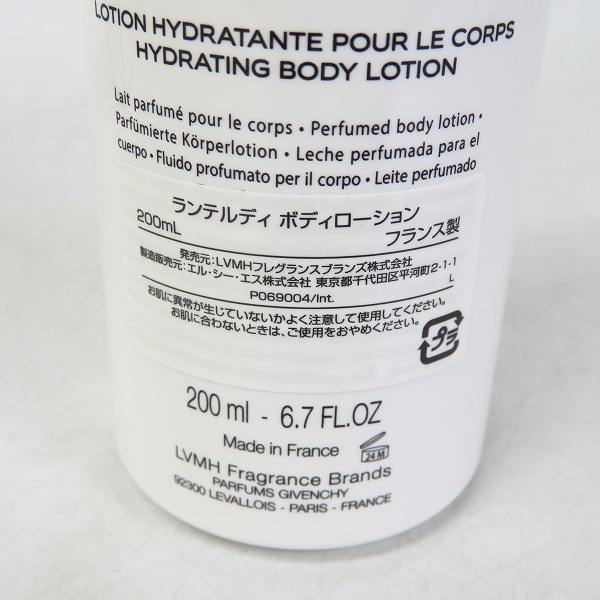 LOTION HYDRATANTE POUR LE CORPS
HYDRATING BODY LOTION
Lait parfumé pour le corps • Perfumed body lotion •
Parfümierte Körperlotion • Leche perfumada para el
cuerpo • Fluido profumato per il corpo • Leite perfumado
ランテルディ ボディローション
200mL フランス製
発売元:LVMHフレグランスブランズ株式会社
製造販売元:エル・シー・エス株式会社 東京都千代田区平河町2-1-1
P069004/Int. L
お肌に異常が生じていないかよく注意して使用してください。
お肌に合わないときは、ご使用をおやめください。
プラ
200 ml - 6.7 FL.OZ
Made in France
24 M
LVMH Fragrance Brands
PARFUMS GIVENCHY
92300 LEVALLOIS - PARIS - FRANCE